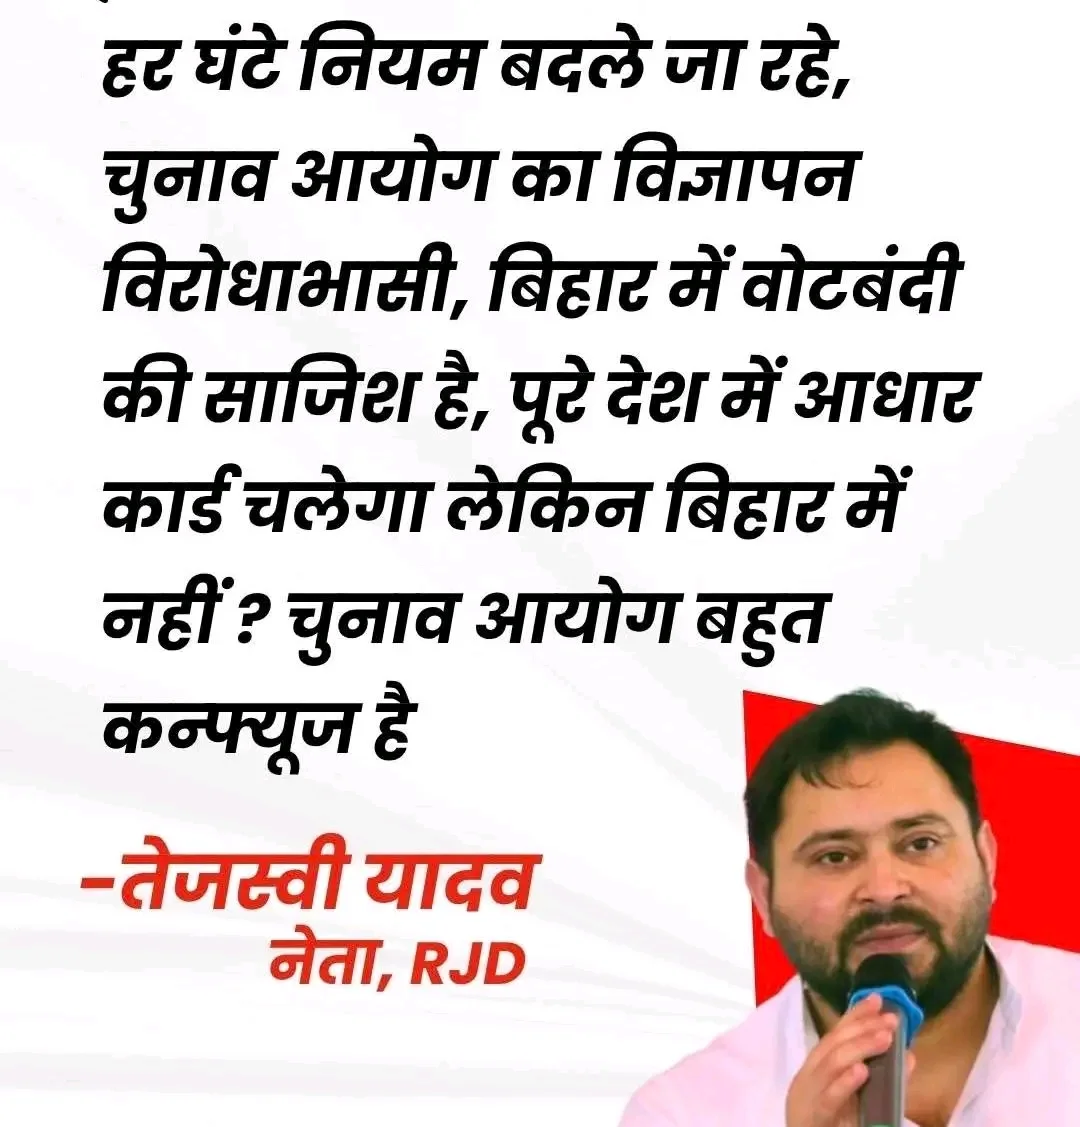 हर घंटे नियम बदले जा रहे,
चुनाव आयोग का विज्ञापन
विरोधाभासी, बिहार में वोटबंदी
की साजिश है, पूरे देश में आधार
कार्ड चलेगा लेकिन बिहार में
नहीं ? चुनाव आयोग बहुत
कन्फ्यूज है
-तेजस्वी यादव
नेता, RJD